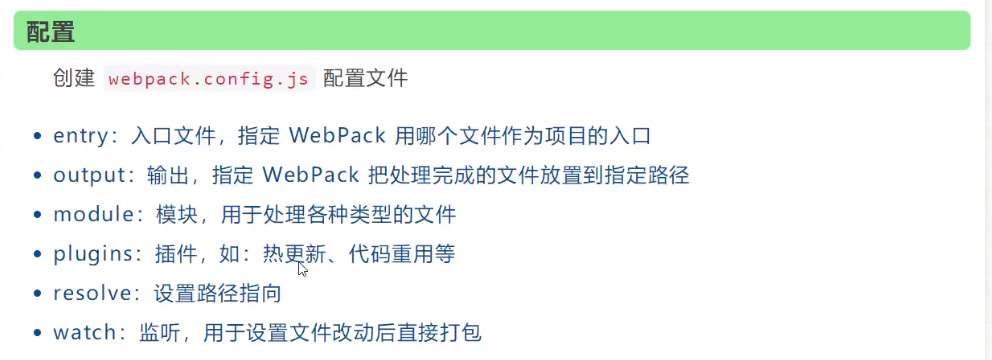 配置
创建 webpack.config.js 配置文件
entry：入口文件，指定 WebPack 用哪个文件作为项目的入口
output：输出，指定 WebPack 把处理完成的文件放置到指定路径
module：模块，用于处理各种类型的文件
plugins：插件，如：热更新、代码重用等
resolve：设置路径指向
watch：监听，用于设置文件改动后直接打包